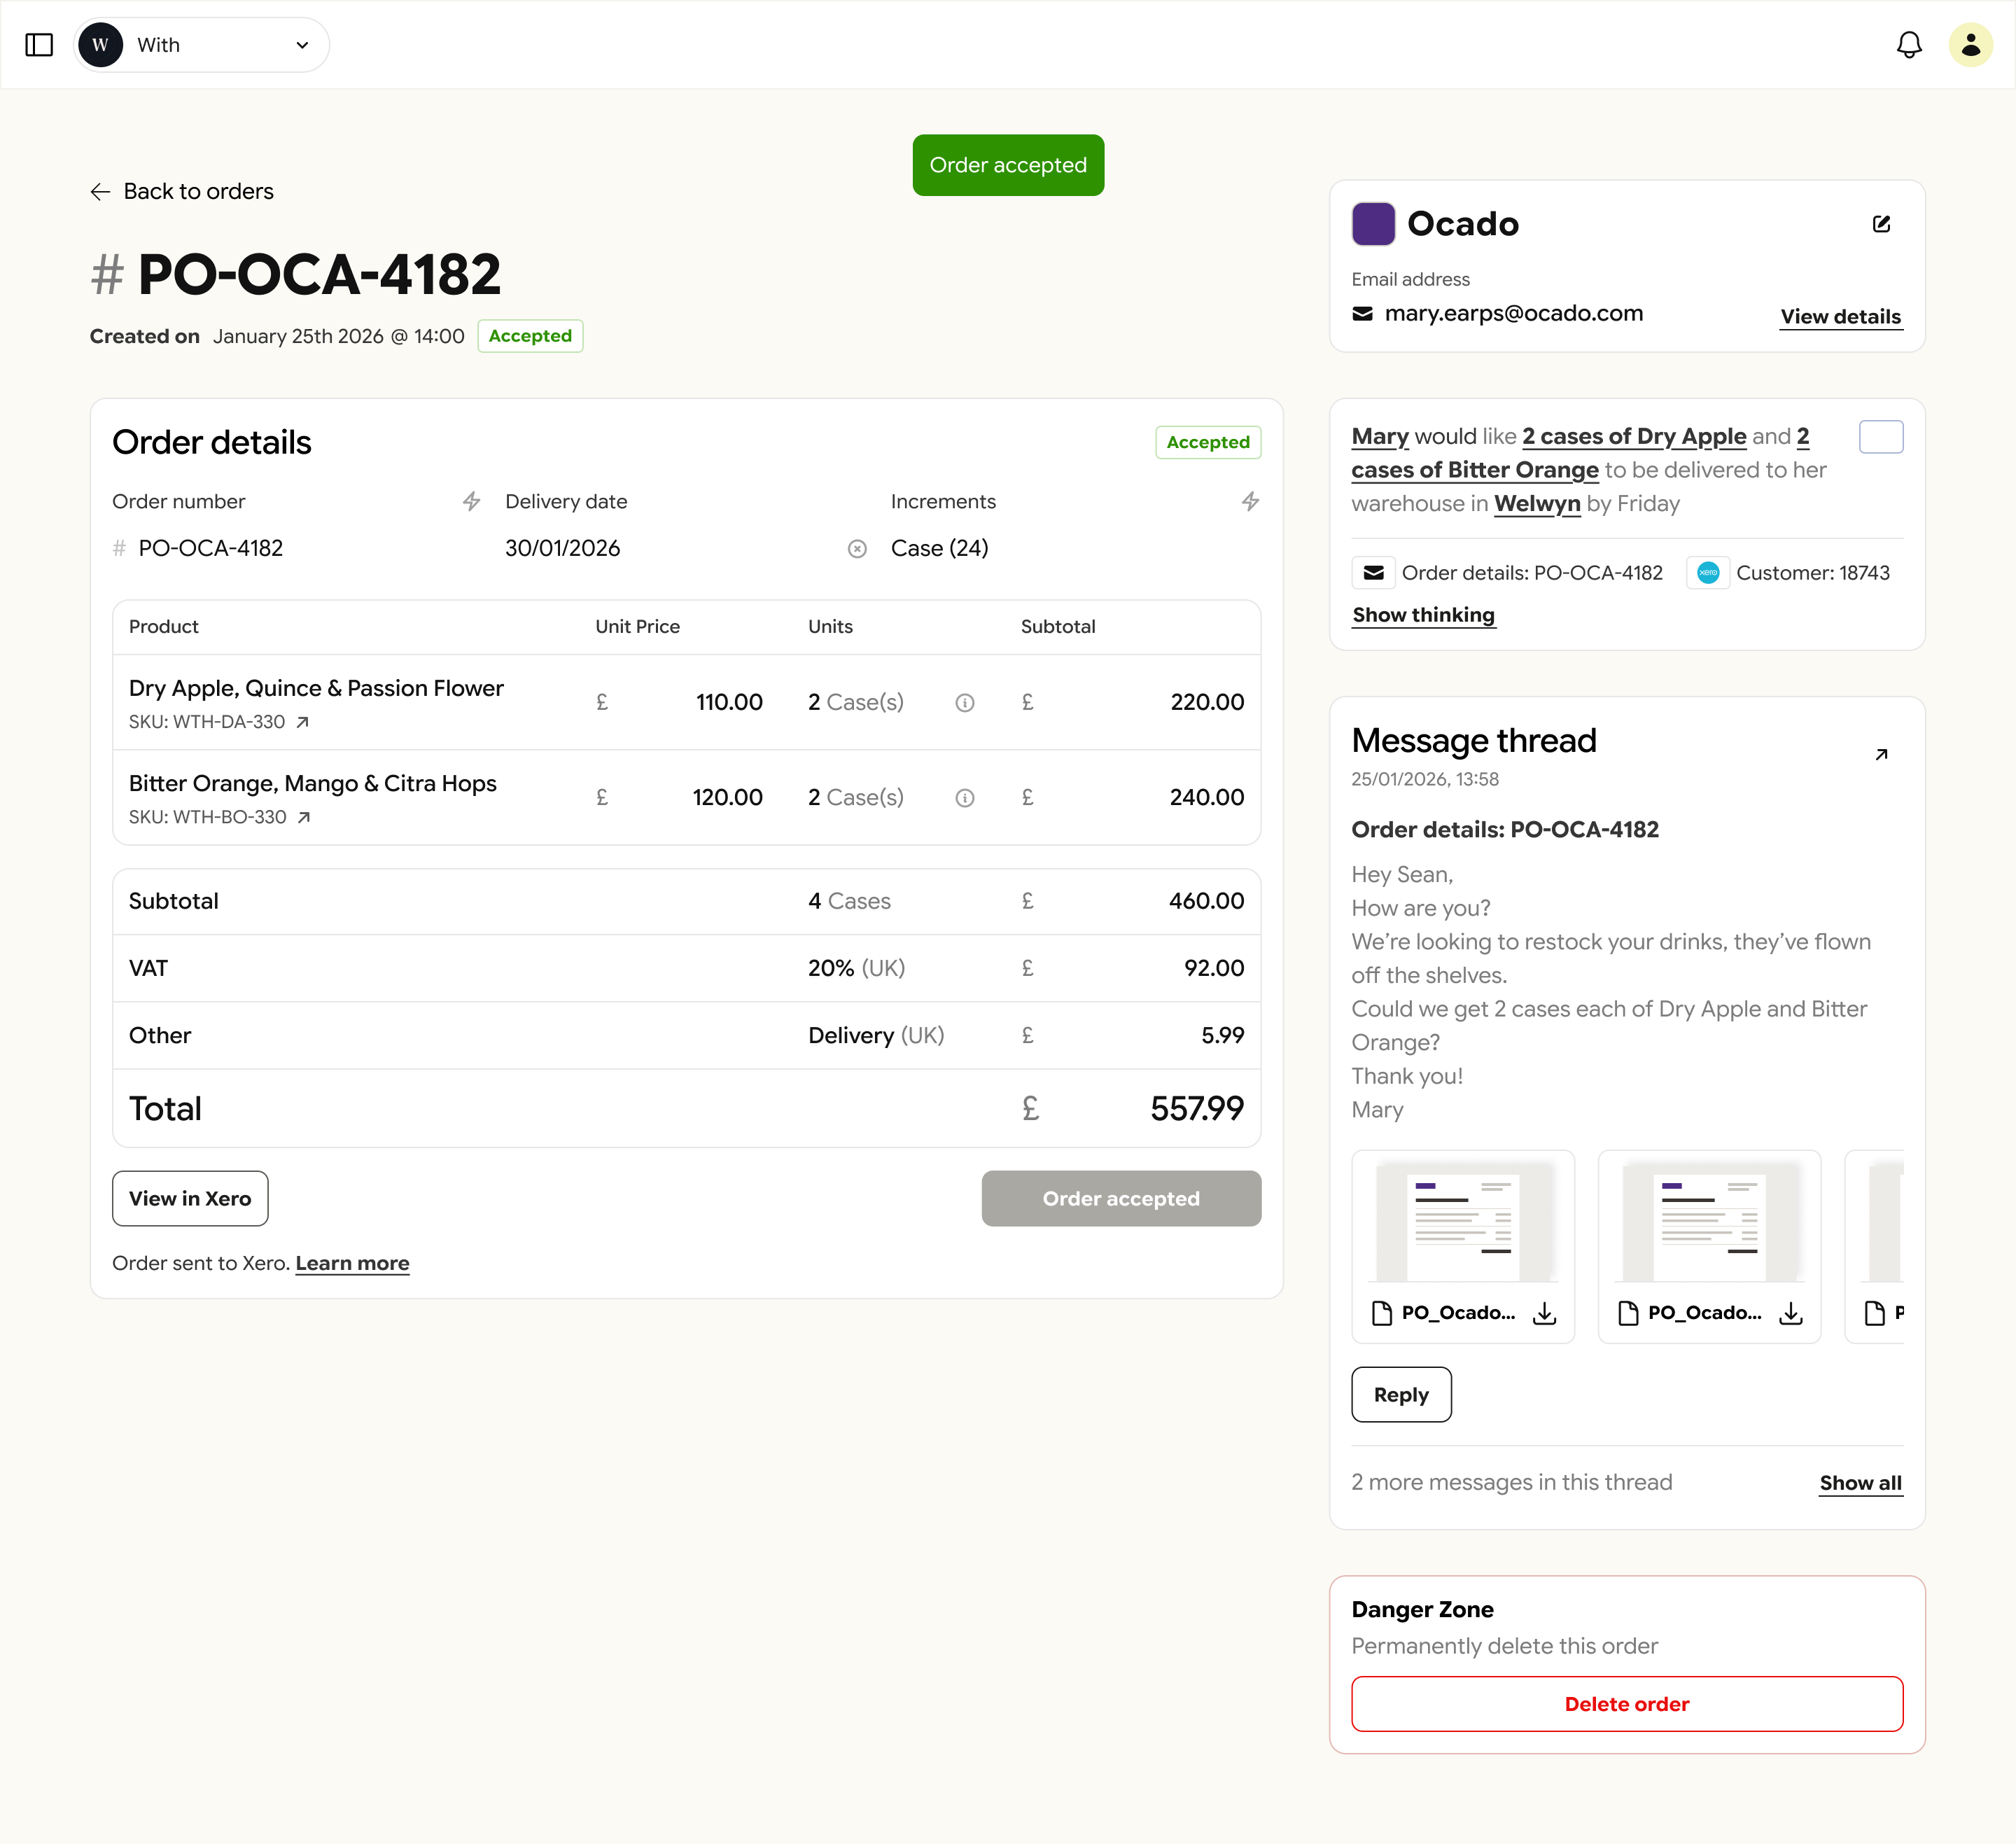 W With
Order accepted
Back to orders
# PO-OCA-4182
Created on January 25th 2026 @ 14:00 Accepted
Order details
Accepted
Order number
Delivery date
Increments
# PO-OCA-4182
30/01/2026
Case (24)
Product Unit Price Units Subtotal
Dry Apple, Quince & Passion Flower
SKU: WTH-DA-330
£ 110.00 2 Case(s) £ 220.00
Bitter Orange, Mango & Citra Hops
SKU: WTH-BO-330
£ 120.00 2 Case(s) £ 240.00
Subtotal 4 Cases £ 460.00
VAT 20% (UK) £ 92.00
Other Delivery (UK) £ 5.99
Total £ 557.99
View in Xero
Order accepted
Order sent to Xero. Learn more
Ocado
Email address
mary.earps@ocado.com
View details
Mary would like 2 cases of Dry Apple and 2
cases of Bitter Orange to be delivered to her
warehouse in Welwyn by Friday
Order details: PO-OCA-4182
xero Customer: 18743
Show thinking
Message thread
25/01/2026, 13:58
Order details: PO-OCA-4182
Hey Sean,
How are you?
We’re looking to restock your drinks, they’ve flown
off the shelves.
Could we get 2 cases each of Dry Apple and Bitter
Orange?
Thank you!
Mary
PO_Ocado...
PO_Ocado...
P
Reply
2 more messages in this thread
Show all
Danger Zone
Permanently delete this order
Delete order